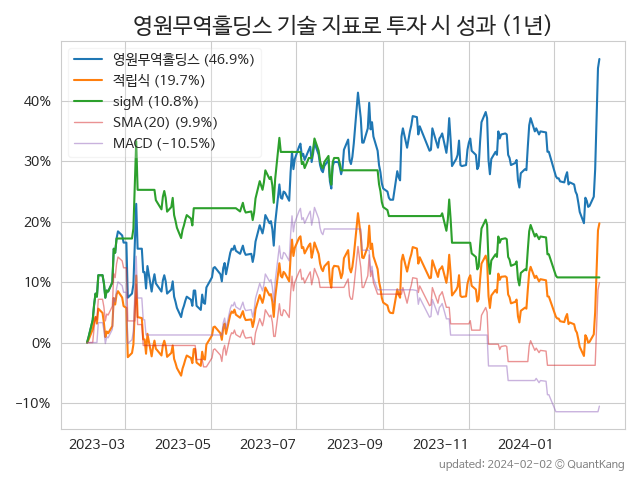 영원무역홀딩스 기술 지표로 투자 시 성과 (1년)
영원무역홀딩스 (46.9%)
적립식 (19.7%)
sigM (10.8%)
SMA(20) (9.9%)
MACD (−10.5%)
40%
30%
20%
10%
0%
−10%
2023-03 2023-05 2023-07 2023-09 2023-11 2024-01
updated: 2024-02-02 © QuantKang